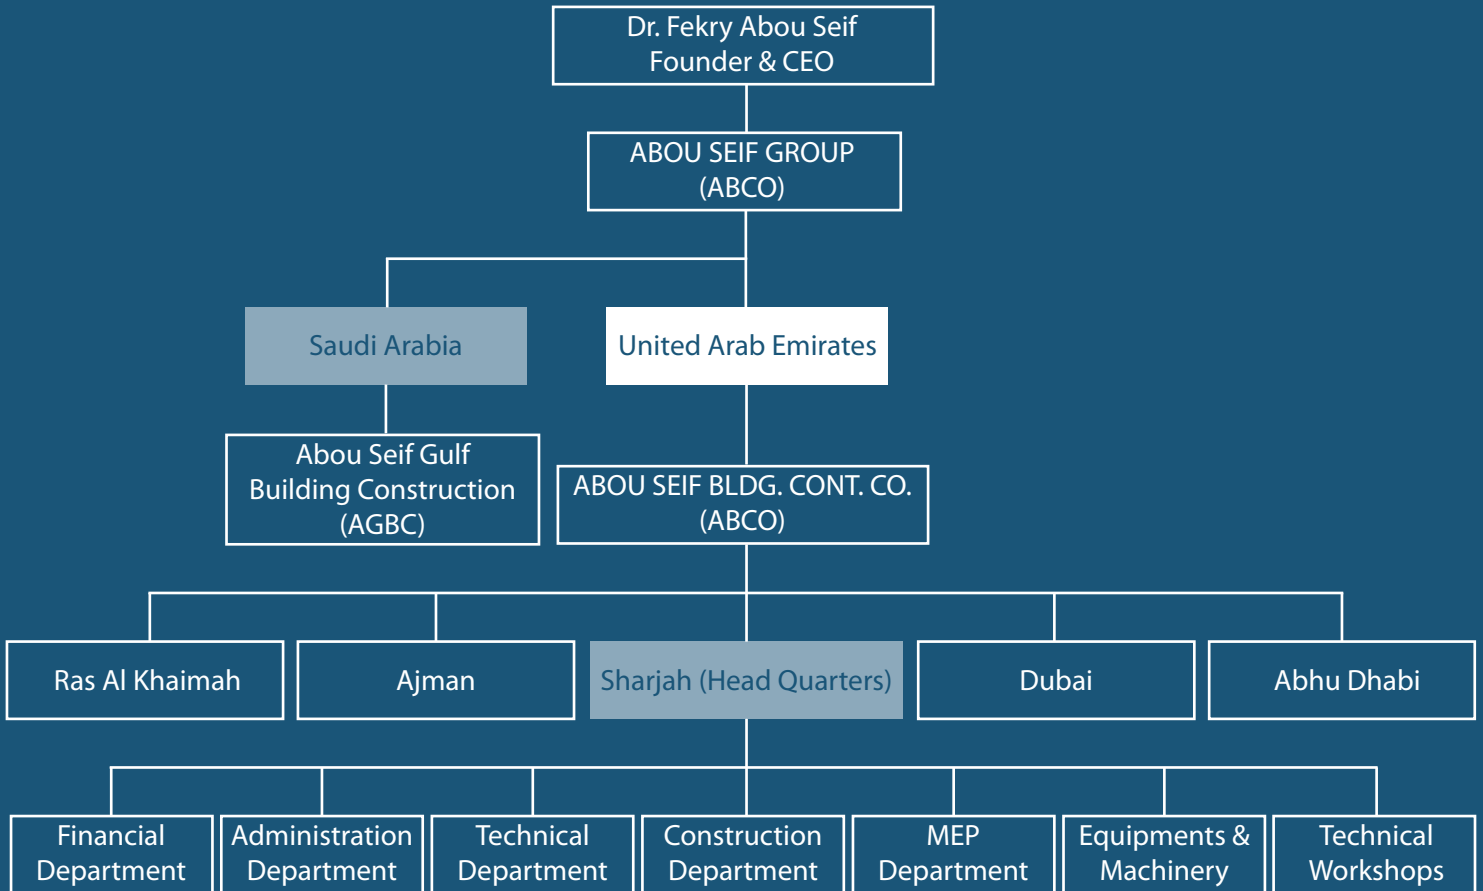 Dr. Fekry Abou Seif
Founder & CEO
ABOU SEIF GROUP
(ABCO)
Saudi Arabia
United Arab Emirates
Abou Seif Gulf
Building Construction
(AGBC)
ABOU SEIF BLDG. CONT. CO.
(ABCO)
Ras Al Khaimah
Ajman
Sharjah (Head Quarters)
Dubai
Abhu Dhabi
Financial
Department
Administration
Department
Technical
Department
Construction
Department
MEP
Department
Equipments &
Machinery
Technical
Workshops